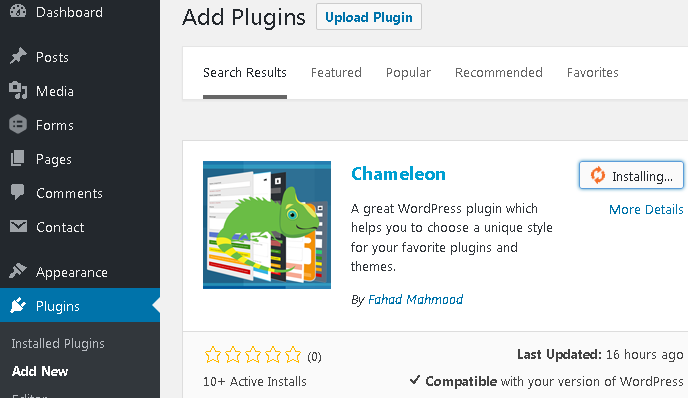 Dashboard
Posts
Media
Forms
Pages
Comments
Contact
Appearance
Plugins
Installed Plugins
Add New
Editor
Add Plugins
Upload Plugin
Search Results Featured Popular Recommended Favorites
Chameleon
Installing...
More Details
A great WordPress plugin which
helps you to choose a unique style
for your favorite plugins and
themes.
By Fahad Mahmood
(0)
Last Updated: 16 hours ago
10+ Active Installs
Compatible with your version of WordPress